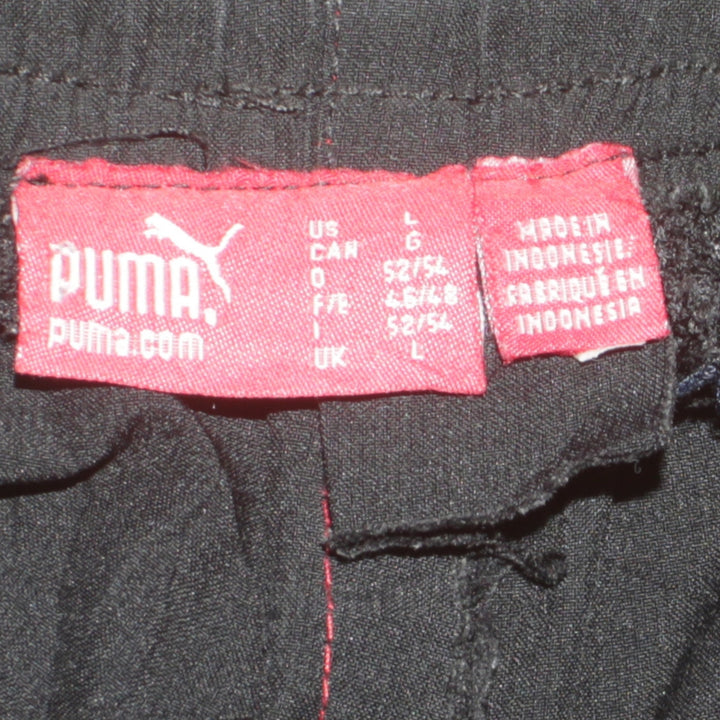 PUMA.
puma.com
US L
CAN G
D 52/54
F/E 46/48
I 52/54
UK L
MADE IN
INDONESIE/
FABRIQUÉ EN
INDONESIA